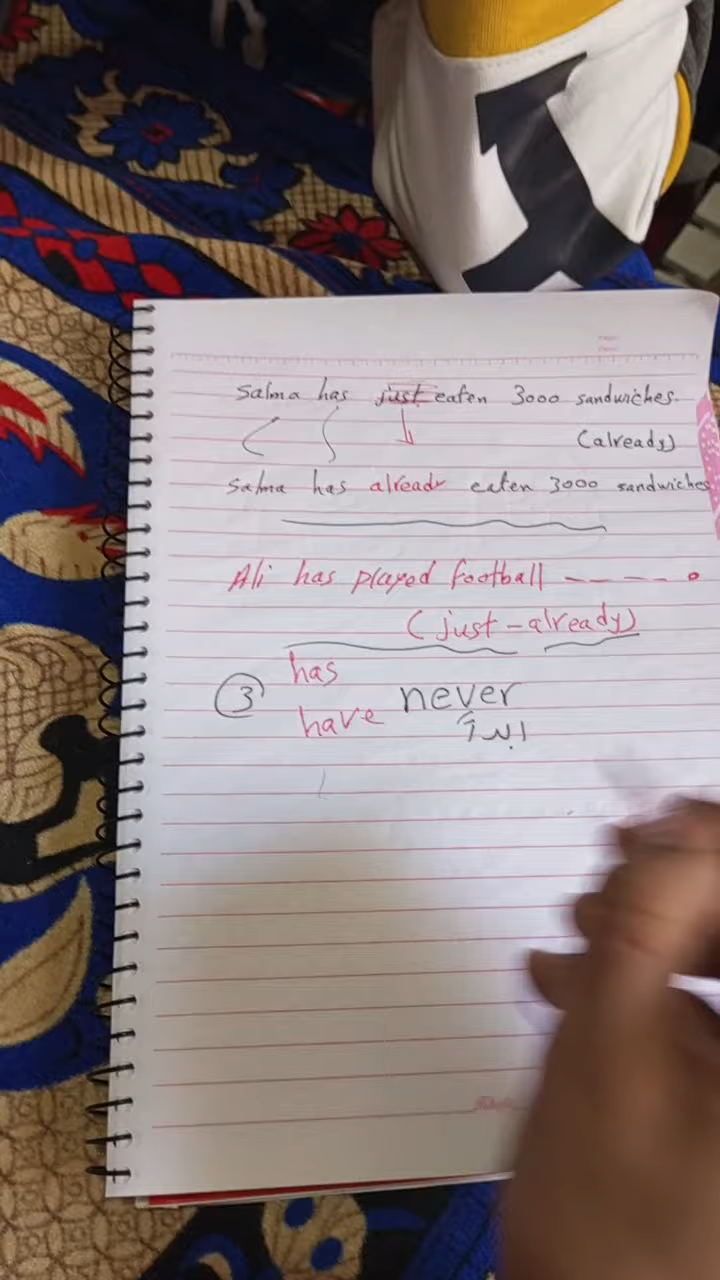 Salma has just eaten 3000 sandwiches.
(already)
Salma has already eaten 3000 sandwiches
Ali has played football ---- .
(just - already)
has
③ have never
ابدًا